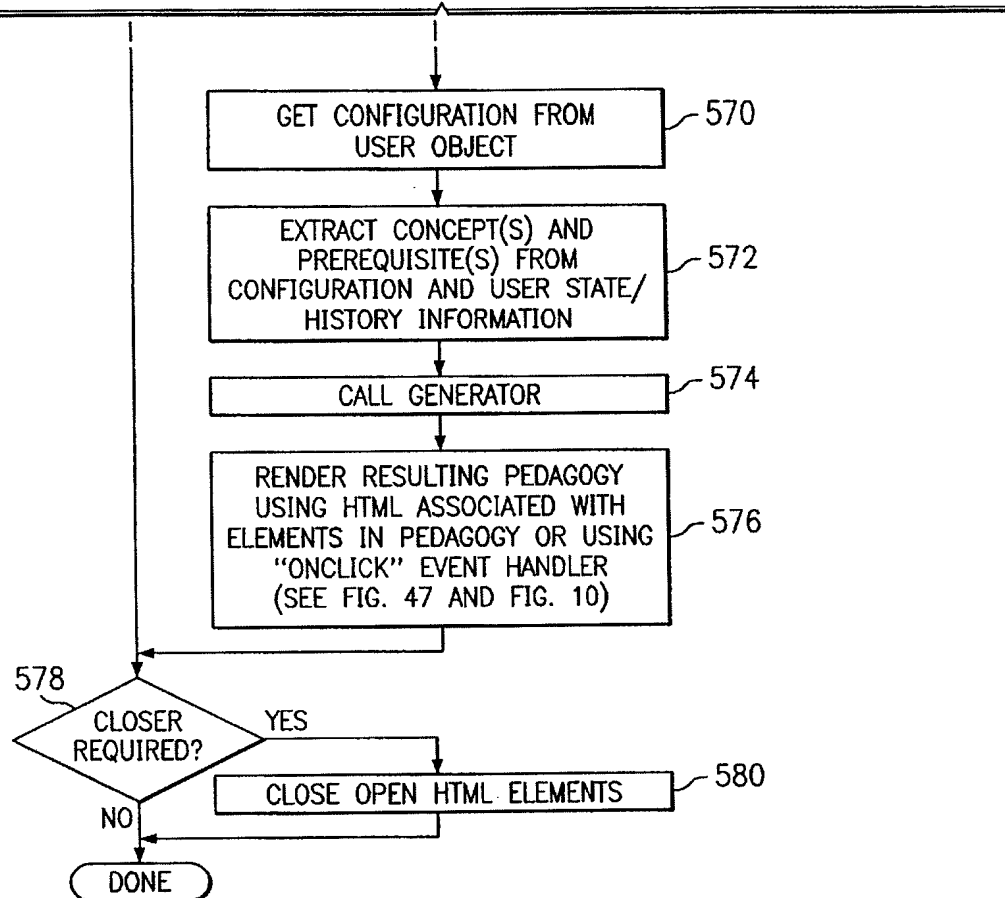 GET CONFIGURATION FROM
USER OBJECT
570
EXTRACT CONCEPT(S) AND
PREREQUISITE(S) FROM
CONFIGURATION AND USER STATE/
HISTORY INFORMATION
572
CALL GENERATOR
574
RENDER RESULTING PEDAGOGY
USING HTML ASSOCIATED WITH
ELEMENTS IN PEDAGOGY OR USING
"ONCLICK" EVENT HANDLER
(SEE FIG. 47 AND FIG. 10)
576
578
CLOSER
REQUIRED?
YES
CLOSE OPEN HTML ELEMENTS
580
NO
DONE